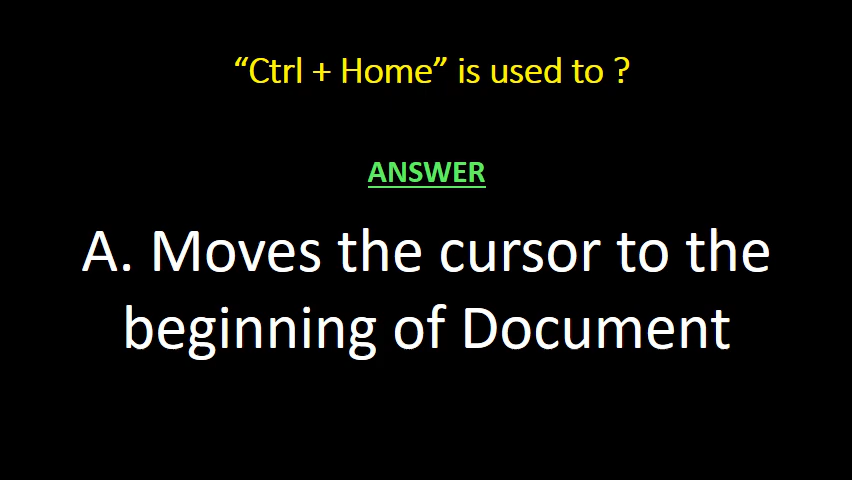 “Ctrl + Home” is used to ?
ANSWER
A. Moves the cursor to the
beginning of Document